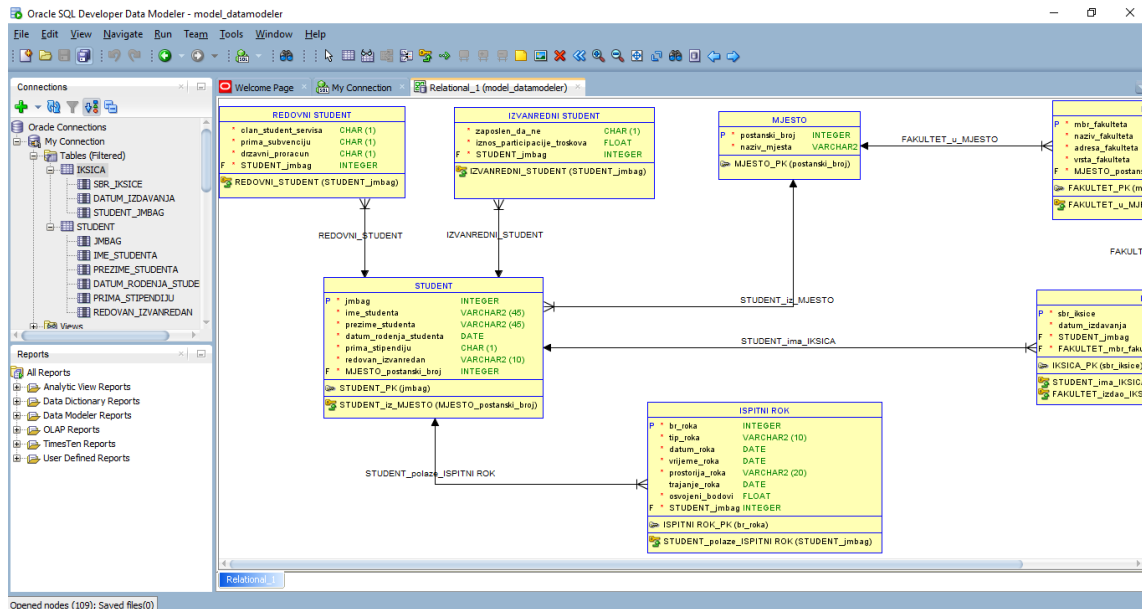 Oracle SQL Developer Data Modeler - model_datamodeler
File Edit View Navigate Run Team Tools Window Help
Connections
Oracle Connections
My Connection
Tables (Filtered)
IKSICA
SBR_IKSICE
DATUM_IZDAVANJA
STUDENT_JMBAG
STUDENT
JMBAG
IME_STUDENTA
PREZIME_STUDENTA
DATUM_RODENJA_STUDE
PRIMA_STIPENDIJU
REDOVAN_IZVANREDAN
Views
Reports
All Reports
Analytic View Reports
Data Dictionary Reports
Data Modeler Reports
OLAP Reports
TimesTen Reports
User Defined Reports
Welcome Page
My Connection
Relational_1 (model_datamodeler)
REDOVNI STUDENT
* clan_student_servisa CHAR (1)
* prima_subvenciju CHAR (1)
* drzavni_proracun CHAR (1)
F * STUDENT_jmbag INTEGER
REDOVNI_STUDENT (STUDENT_jmbag)
IZVANREDNI STUDENT
* zaposlen_da_ne CHAR (1)
* iznos_participacije_troskova FLOAT
F * STUDENT_jmbag INTEGER
IZVANREDNI_STUDENT (STUDENT_jmbag)
MJESTO
P * postanski_broj INTEGER
* naziv_mjesta VARCHAR2
MJESTO_PK (postanski_broj)
FAKULTET_u_MJESTO
P * mbr_fakulteta
* naziv_fakulteta
* adresa_fakulteta
* vrsta_fakulteta
F * MJESTO_postans
FAKULTET_PK (m
FAKULTET_u_MJE
REDOVNI_STUDENT
IZVANREDNI_STUDENT
FAKULT
STUDENT
P * jmbag INTEGER
* ime_studenta VARCHAR2 (45)
* prezime_studenta VARCHAR2 (45)
* datum_rodenja_studenta DATE
* prima_stipendiju CHAR (1)
* redovan_izvanredan VARCHAR2 (10)
F * MJESTO_postanski_broj INTEGER
STUDENT_PK (jmbag)
STUDENT_iz_MJESTO (MJESTO_postanski_broj)
STUDENT_iz_MJESTO
STUDENT_ima_IKSICA
P * sbr_iksice
* datum_izdavanja
F * STUDENT_jmbag
F * FAKULTET_mbr_faku
IKSICA_PK (sbr_iksice)
STUDENT_ima_IKSICA
FAKULTET_izdao_IKS
STUDENT_polaze_ISPITNI ROK
ISPITNI ROK
P * br_roka INTEGER
* tip_roka VARCHAR2 (10)
* datum_roka DATE
* vrijeme_roka DATE
* prostorija_roka VARCHAR2 (20)
trajanje_roka DATE
* osvojeni_bodovi FLOAT
F * STUDENT_jmbag INTEGER
ISPITNI ROK_PK (br_roka)
STUDENT_polaze_ISPITNI ROK (STUDENT_jmbag)
Relational_1
Opened nodes (109); Saved files(0)